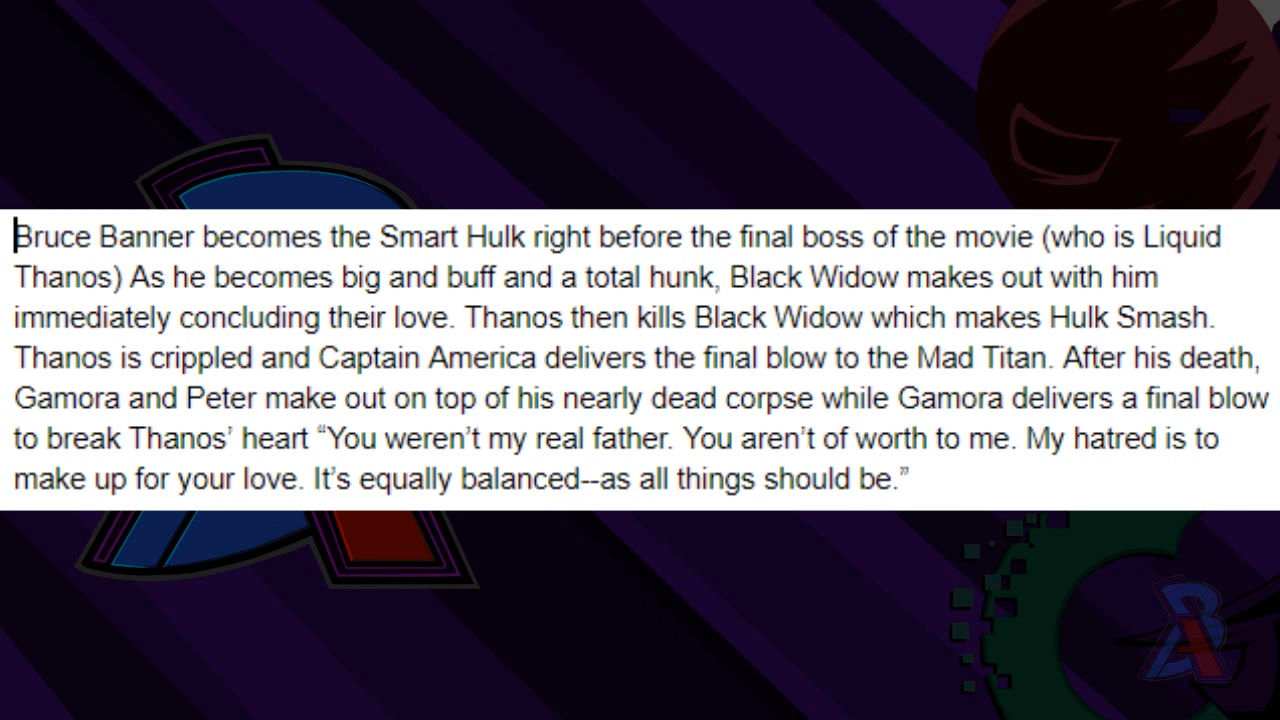 Bruce Banner becomes the Smart Hulk right before the final boss of the movie (who is Liquid
Thanos) As he becomes big and buff and a total hunk, Black Widow makes out with him
immediately concluding their love. Thanos then kills Black Widow which makes Hulk Smash.
Thanos is crippled and Captain America delivers the final blow to the Mad Titan. After his death,
Gamora and Peter make out on top of his nearly dead corpse while Gamora delivers a final blow
to break Thanos’ heart “You weren’t my real father. You aren’t of worth to me. My hatred is to
make up for your love. It’s equally balanced--as all things should be.”